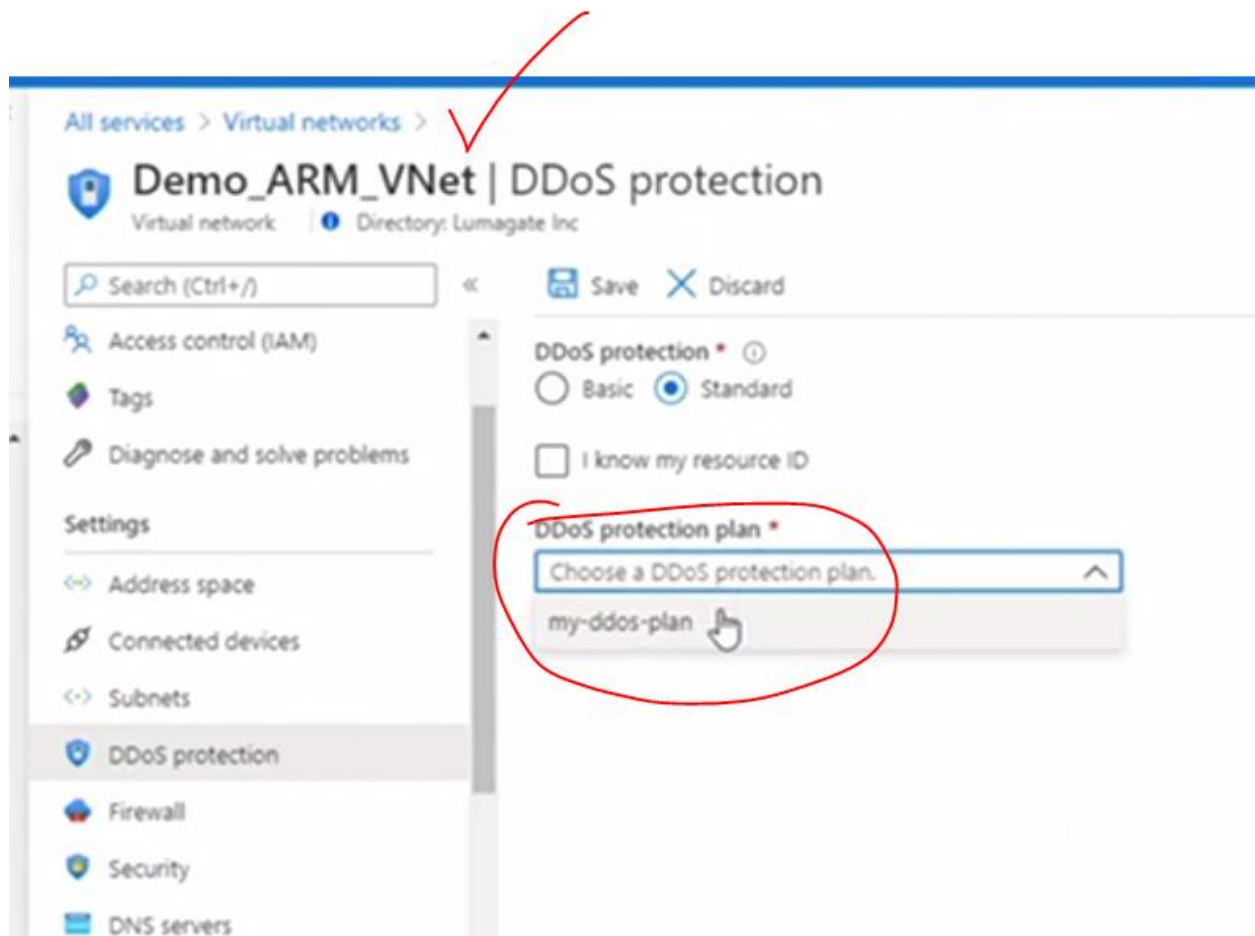 All services > Virtual networks >
Demo_ARM_VNet | DDoS protection
Virtual network Directory: Lumagate Inc
Search (Ctrl+/)
«
Save Discard
Access control (IAM)
Tags
Diagnose and solve problems
Settings
Address space
Connected devices
Subnets
DDoS protection
Firewall
Security
DNS servers
DDoS protection *
Basic Standard
I know my resource ID
DDoS protection plan *
Choose a DDoS protection plan.
my-ddos-plan